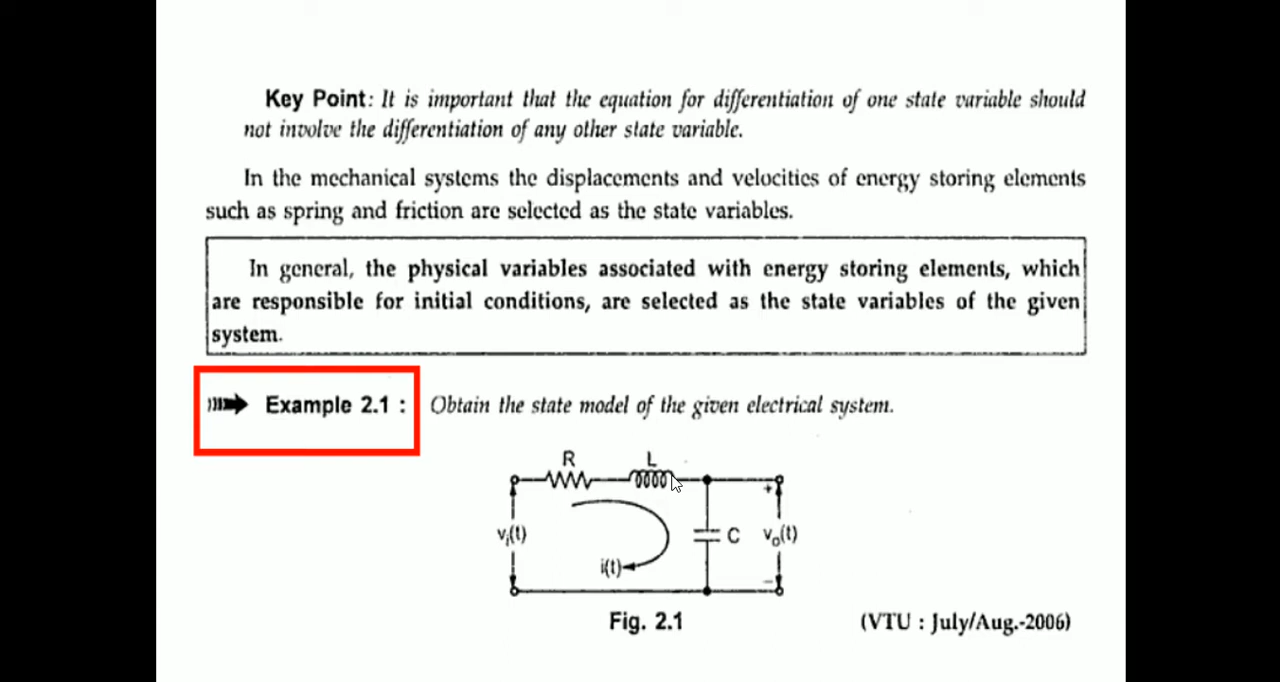 Key Point: It is important that the equation for differentiation of one state variable should
not involve the differentiation of any other state variable.
In the mechanical systems the displacements and velocities of energy storing elements
such as spring and friction are selected as the state variables.
In general, the physical variables associated with energy storing elements, which
are responsible for initial conditions, are selected as the state variables of the given
system.
Example 2.1 : Obtain the state model of the given electrical system.
R L
+
vᵢ(t) C vₒ(t)
i(t)
−
Fig. 2.1 (VTU : July/Aug.-2006)